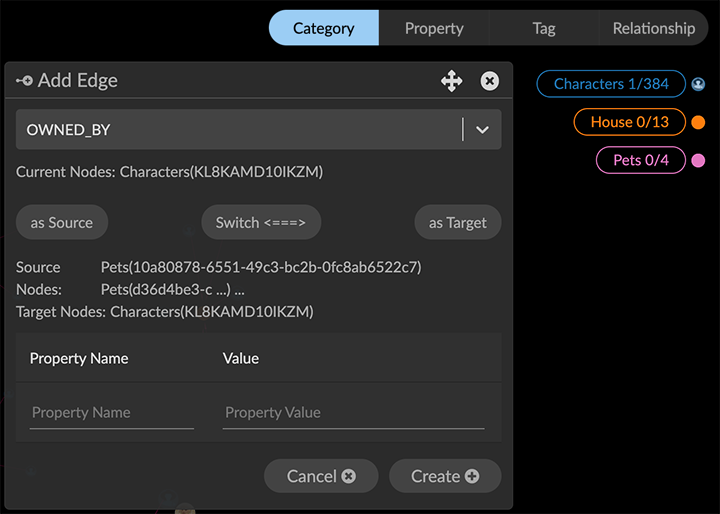 Category Property Tag Relationship
Add Edge
Characters 1/384
House 0/13
Pets 0/4
OWNED_BY
Current Nodes: Characters(KL8KAMD10IKZM)
as Source Switch <===> as Target
Source Pets(10a80878-6551-49c3-bc2b-0fc8ab6522c7)
Nodes: Pets(d36d4be3-c ...) ...
Target Nodes: Characters(KL8KAMD10IKZM)
Property Name Value
Property Name Property Value
Cancel Create